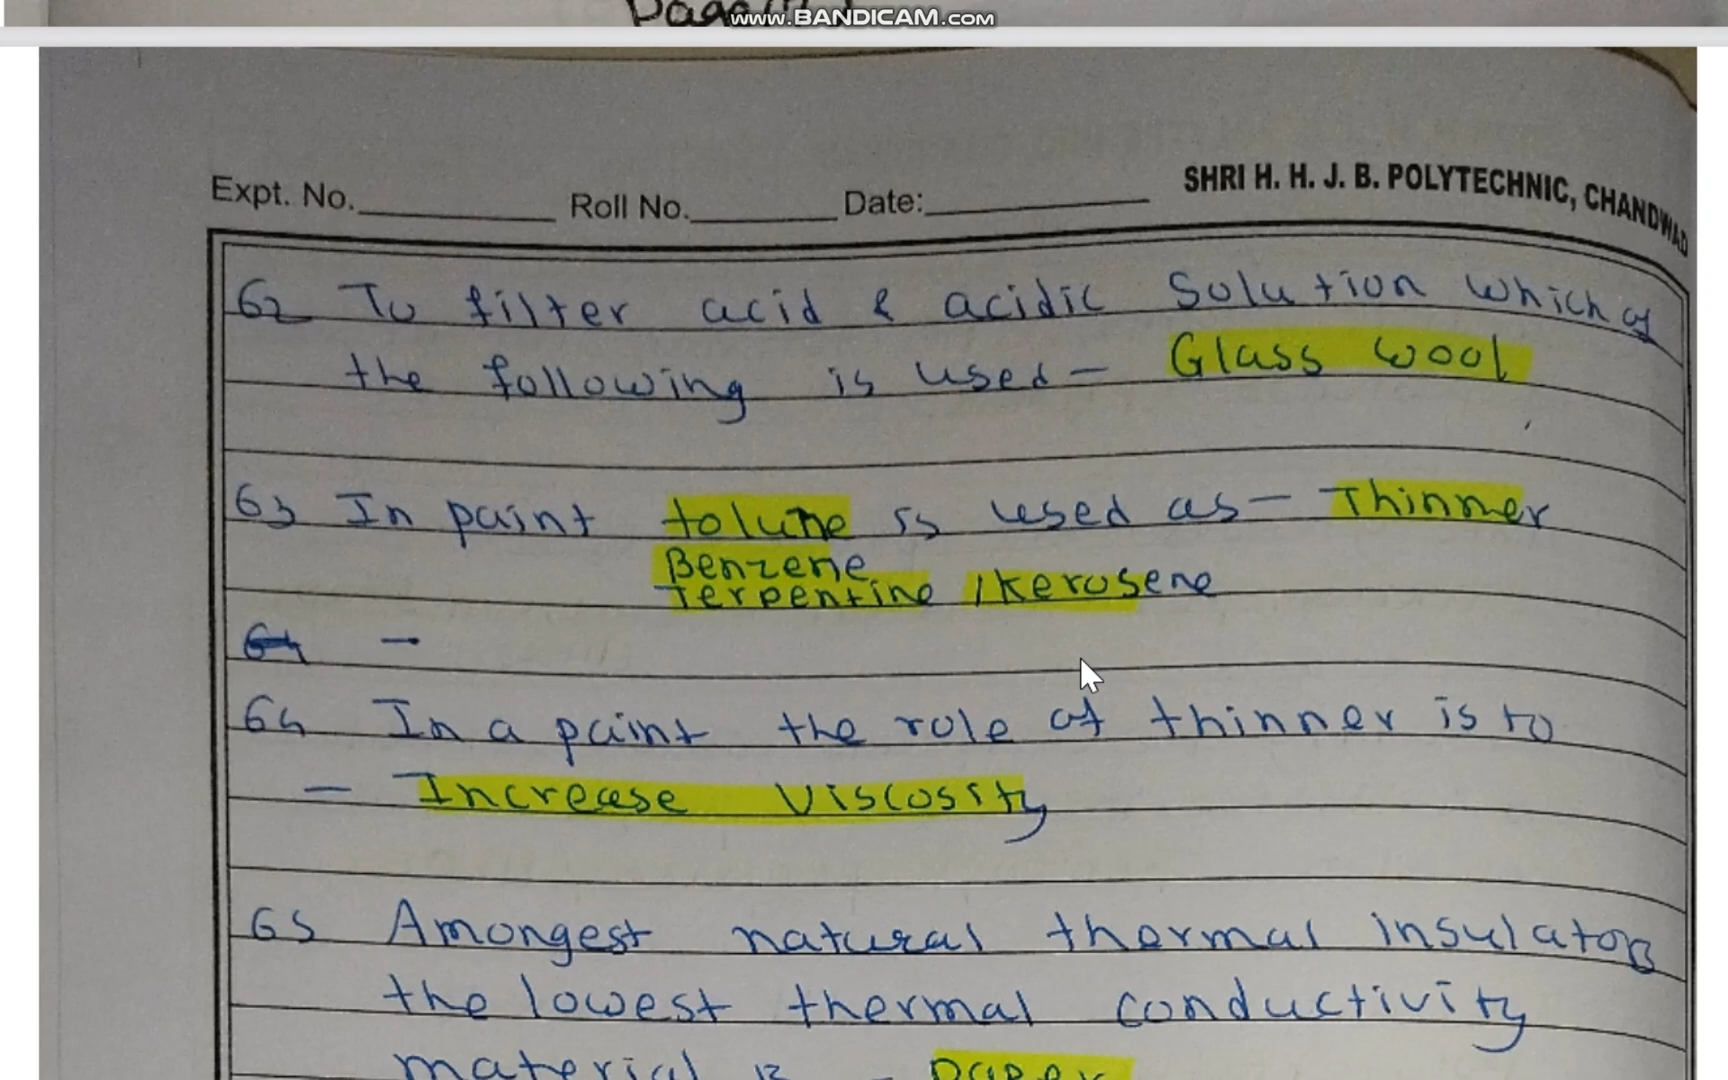 www.BANDICAM.com
Expt. No. Roll No. Date: SHRI H. H. J. B. POLYTECHNIC, CHANDWAD
62 To filter acid & acidic solution which of
the following is used - Glass wool
63 In paint tolune is used as - Thinner
Benzene
Terpentine / Kerosene
64 -
64 In a paint the role of thinner is to
- Increase Viscosity
65 Amongest natural thermal insulators
the lowest thermal conductivity
material is - paper